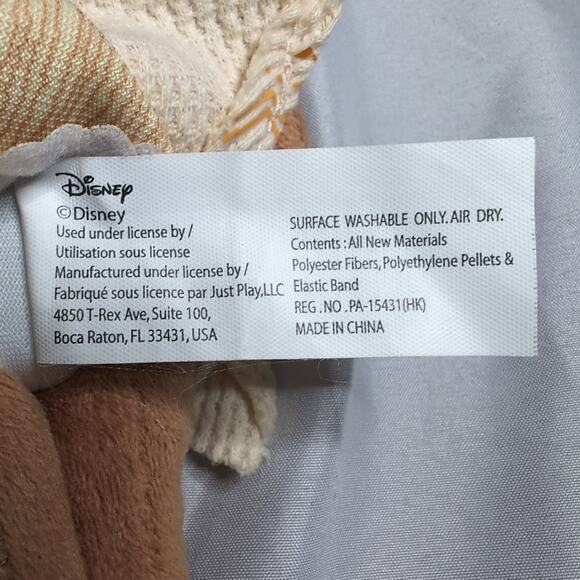 Disney
©Disney
Used under license by /
Utilisation sous license
Manufactured under license by /
Fabriqué sous licence par Just Play,LLC
4850 T-Rex Ave, Suite 100,
Boca Raton, FL 33431, USA
SURFACE WASHABLE ONLY. AIR DRY.
Contents : All New Materials
Polyester Fibers, Polyethylene Pellets &
Elastic Band
REG . NO . PA-15431(HK)
MADE IN CHINA